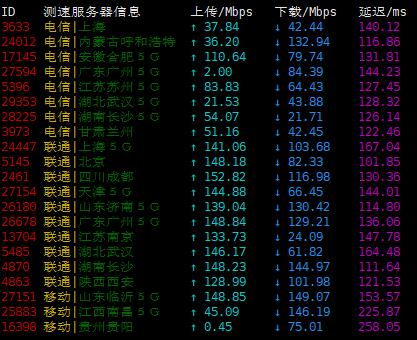 ID 测速服务器信息 上传/Mbps 下载/Mbps 延迟/ms
3633 电信|上海 ↑ 37.84 ↓ 42.44 140.12
24012 电信|内蒙古呼和浩特 ↑ 36.20 ↓ 132.94 116.86
17145 电信|安徽合肥5G ↑ 110.64 ↓ 79.74 131.81
27594 电信|广东广州5G ↑ 2.00 ↓ 84.39 144.23
5396 电信|江苏苏州5G ↑ 83.83 ↓ 64.43 127.45
29353 电信|湖北武汉5G ↑ 21.53 ↓ 43.88 128.32
28225 电信|湖南长沙5G ↑ 54.07 ↓ 21.71 126.14
3973 电信|甘肃兰州 ↑ 51.16 ↓ 42.45 122.46
24447 联通|上海5G ↑ 141.06 ↓ 103.68 167.04
5145 联通|北京 ↑ 148.18 ↓ 82.33 101.85
2461 联通|四川成都 ↑ 152.82 ↓ 116.98 130.36
27154 联通|天津5G ↑ 144.88 ↓ 66.45 144.01
26180 联通|山东济南5G ↑ 139.04 ↓ 130.42 114.80
26678 联通|广东广州5G ↑ 148.84 ↓ 129.21 136.06
13704 联通|江苏南京 ↑ 133.73 ↓ 24.09 147.78
5485 联通|湖北武汉 ↑ 146.17 ↓ 61.82 164.48
4870 联通|湖南长沙 ↑ 148.23 ↓ 144.97 111.64
4863 联通|陕西西安 ↑ 128.99 ↓ 101.98 121.53
27151 移动|山东临沂5G ↑ 148.85 ↓ 149.07 153.57
25883 移动|江西南昌5G ↑ 45.09 ↓ 146.19 225.87
16398 移动|贵州贵阳 ↑ 0.45 ↓ 75.01 258.05